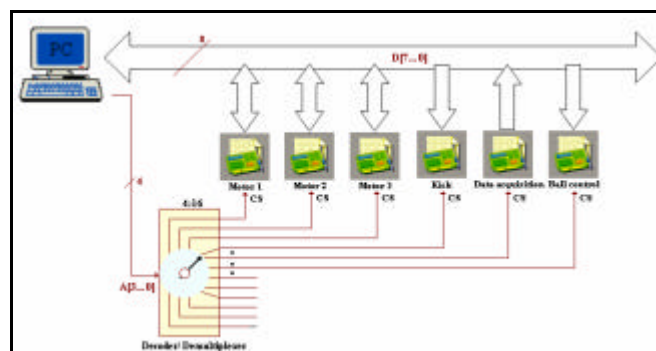 PC
8
D[7... 0]
Motor 1
Motor 2
Motor 3
Kick
Data acquisition
Ball control
CS
CS
CS
CS
CS
CS
4
4:16
A[3... 0]
Decoder/ Demultiplexer